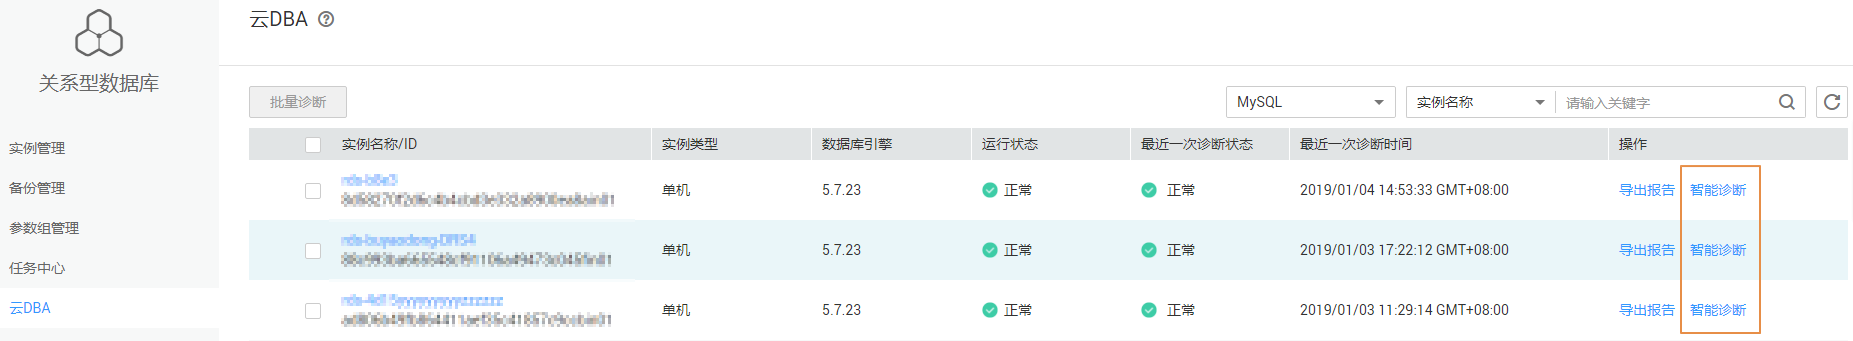 云DBA
关系型数据库
实例管理
备份管理
参数组管理
任务中心
云DBA
批量诊断
MySQL
实例名称
请输入关键字
实例名称/ID 实例类型 数据库引擎 运行状态 最近一次诊断状态 最近一次诊断时间 操作
单机 5.7.23 正常 正常 2019/01/04 14:53:33 GMT+08:00 导出报告 智能诊断
单机 5.7.23 正常 正常 2019/01/03 17:22:12 GMT+08:00 导出报告 智能诊断
单机 5.7.23 正常 正常 2019/01/03 11:29:14 GMT+08:00 导出报告 智能诊断